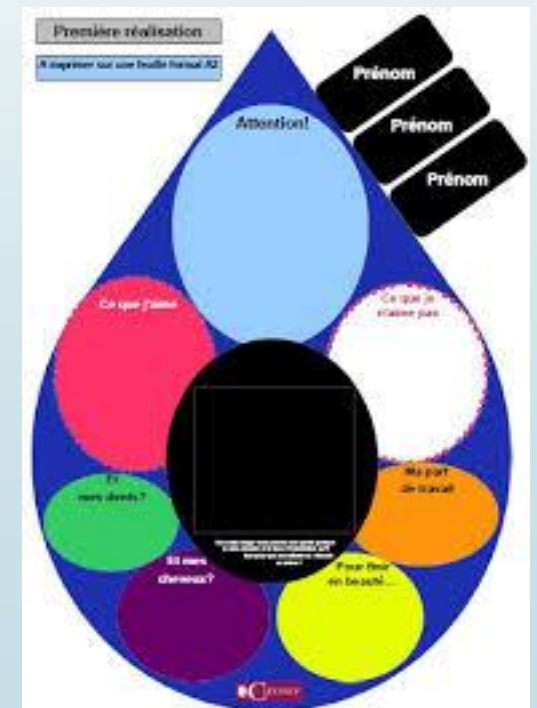 Première réalisation
A imprimer sur une feuille format A2
Prénom
Prénom
Prénom
Attention!
Ce que j'aime
Ce que je
n'aime pas
Et
mes dents?
Ma part
de travail
Et mes
cheveux?
Pour finir
en beauté...